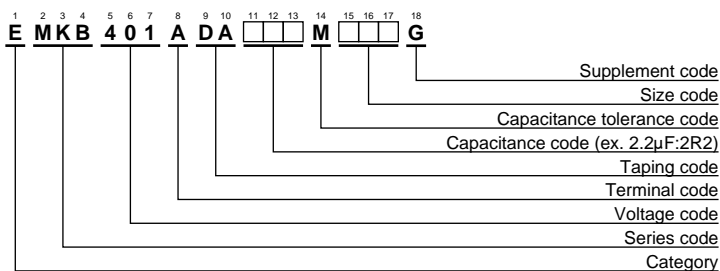 1 2 3 4 5 6 7 8 9 10 11 12 13 14 15 16 17 18
E MKB 401 A DA □□□ M □□□ G
Supplement code
Size code
Capacitance tolerance code
Capacitance code (ex. 2.2µF:2R2)
Taping code
Terminal code
Voltage code
Series code
Category